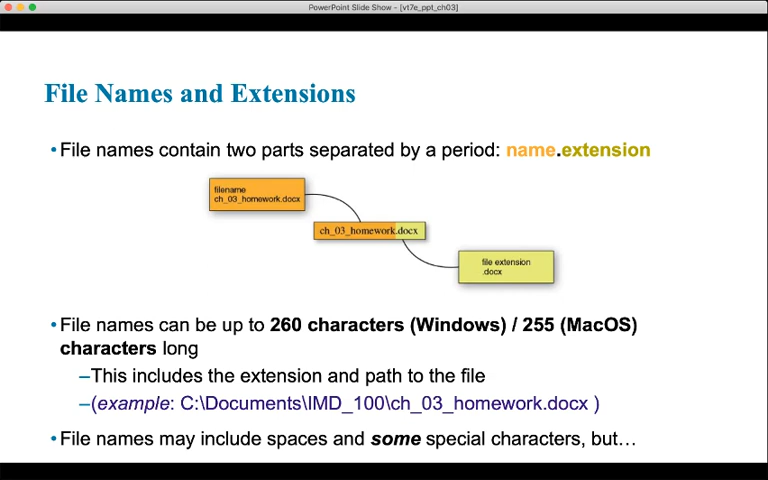 PowerPoint Slide Show - [vt7e_ppt_ch03]
File Names and Extensions
•File names contain two parts separated by a period: name.extension
filename
ch_03_homework.docx
ch_03_homework.docx
file extension
.docx
•File names can be up to 260 characters (Windows) / 255 (MacOS)
characters long
–This includes the extension and path to the file
–(example: C:\Documents\IMD_100\ch_03_homework.docx )
•File names may include spaces and some special characters, but…